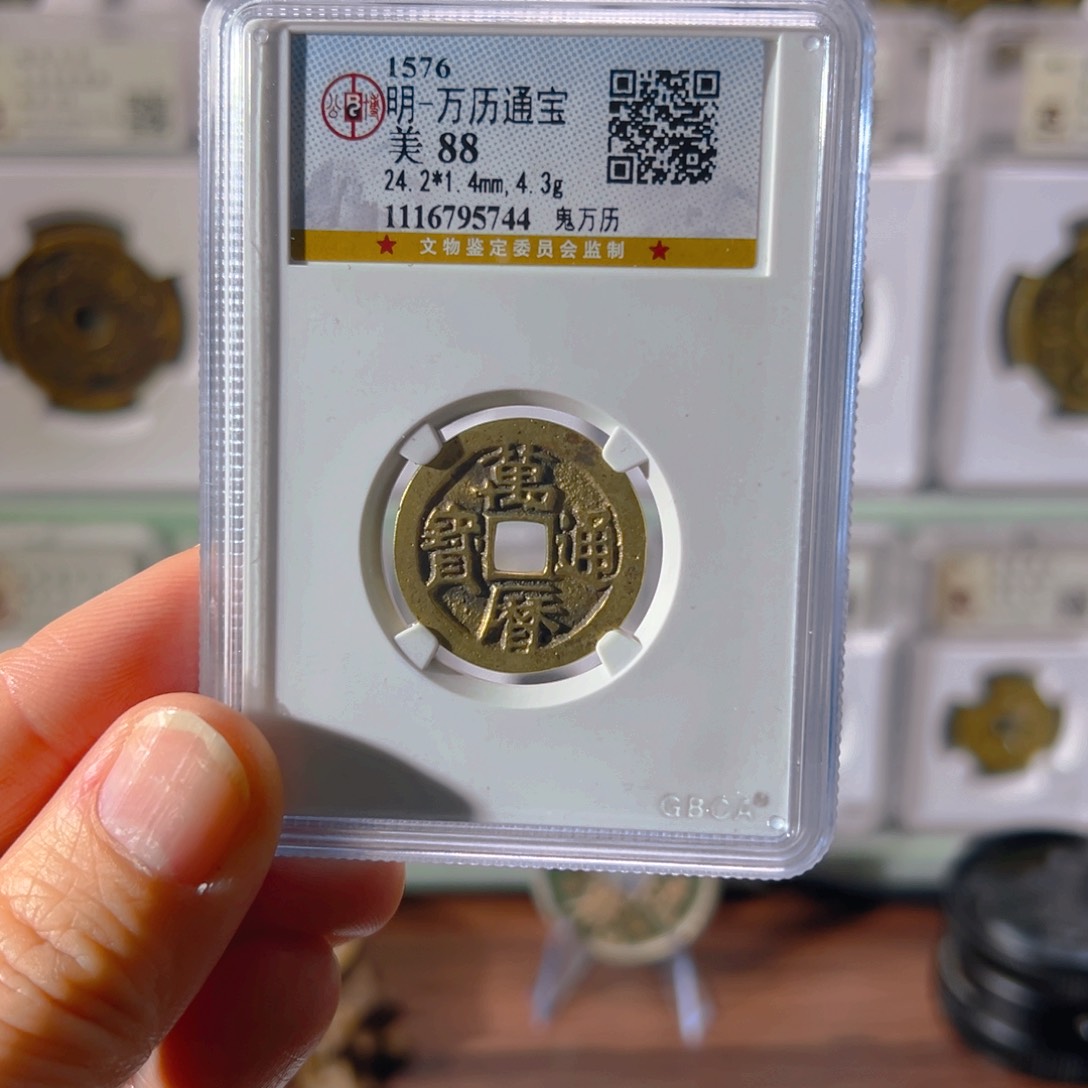 1576
明-万历通宝
美 88
24.2*1.4mm, 4.3g
1116795744 鬼万历
★ 文物鉴定委员会监制 ★
萬
寶 通
曆
GBCA